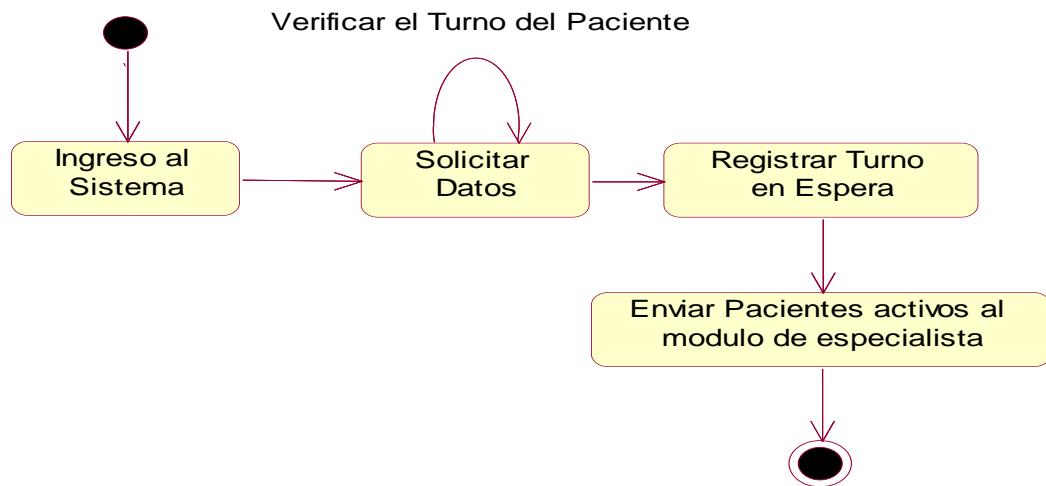 Verificar el Turno del Paciente
Ingreso al
Sistema
Solicitar
Datos
Registrar Turno
en Espera
Enviar Pacientes activos al
modulo de especialista